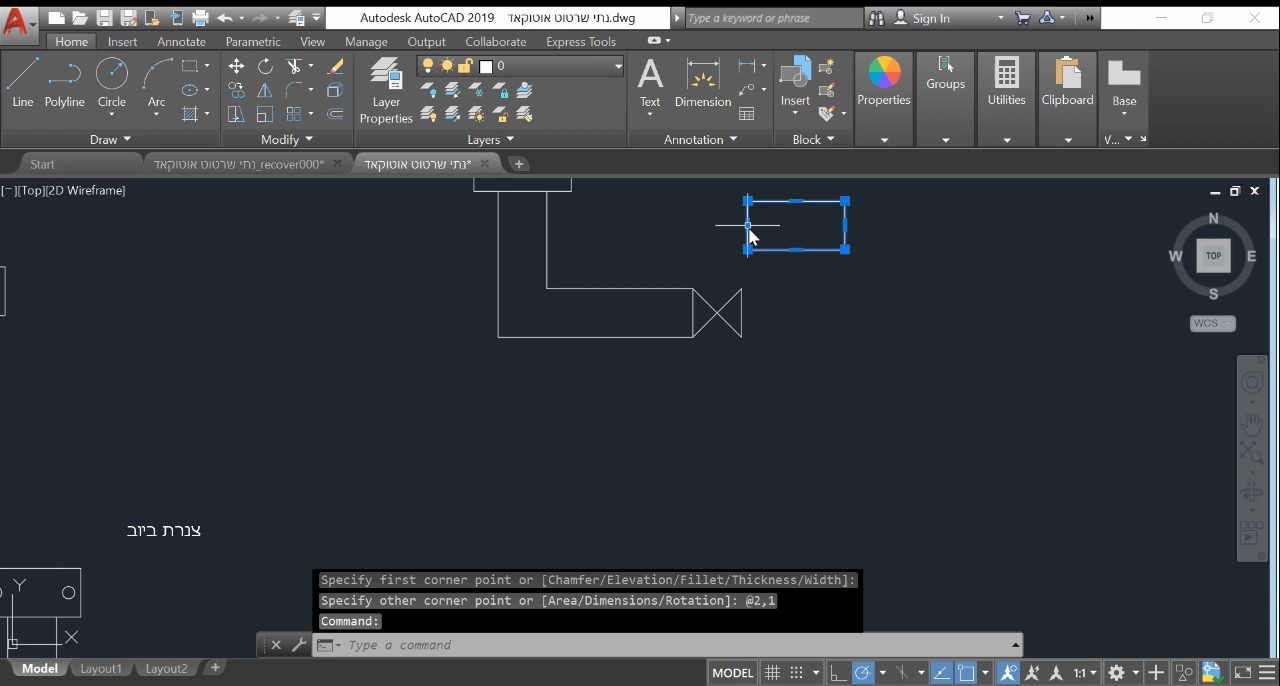 Autodesk AutoCAD 2019 נתי שרטוט אוטוקאד.dwg
Type a keyword or phrase
Sign In
Home Insert Annotate Parametric View Manage Output Collaborate Express Tools
0
Line Polyline Circle Arc
Layer Properties
Text Dimension
Insert
Properties
Groups
Utilities
Clipboard
Base
Draw Modify Layers Annotation Block V...
Start
נתי שרטוט אוטוקאד_recover000*
נתי שרטוט אוטוקאד*
[−][Top][2D Wireframe]
N
W TOP E
S
WCS
צנרת ביוב
Y
X
Specify first corner point or [Chamfer/Elevation/Fillet/Thickness/Width]:
Specify other corner point or [Area/Dimensions/Rotation]: @2,1
Command:
Type a command
Model Layout1 Layout2
MODEL 1:1